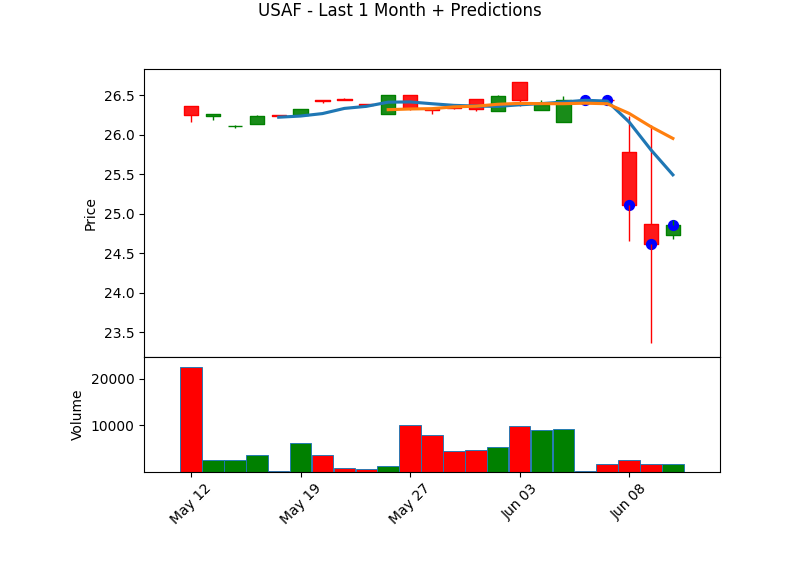 USAF - Last 1 Month + Predictions
26.5
26.0
25.5
25.0
24.5
24.0
23.5
Price
20000
10000
Volume
May 12
May 19
May 27
Jun 03
Jun 08